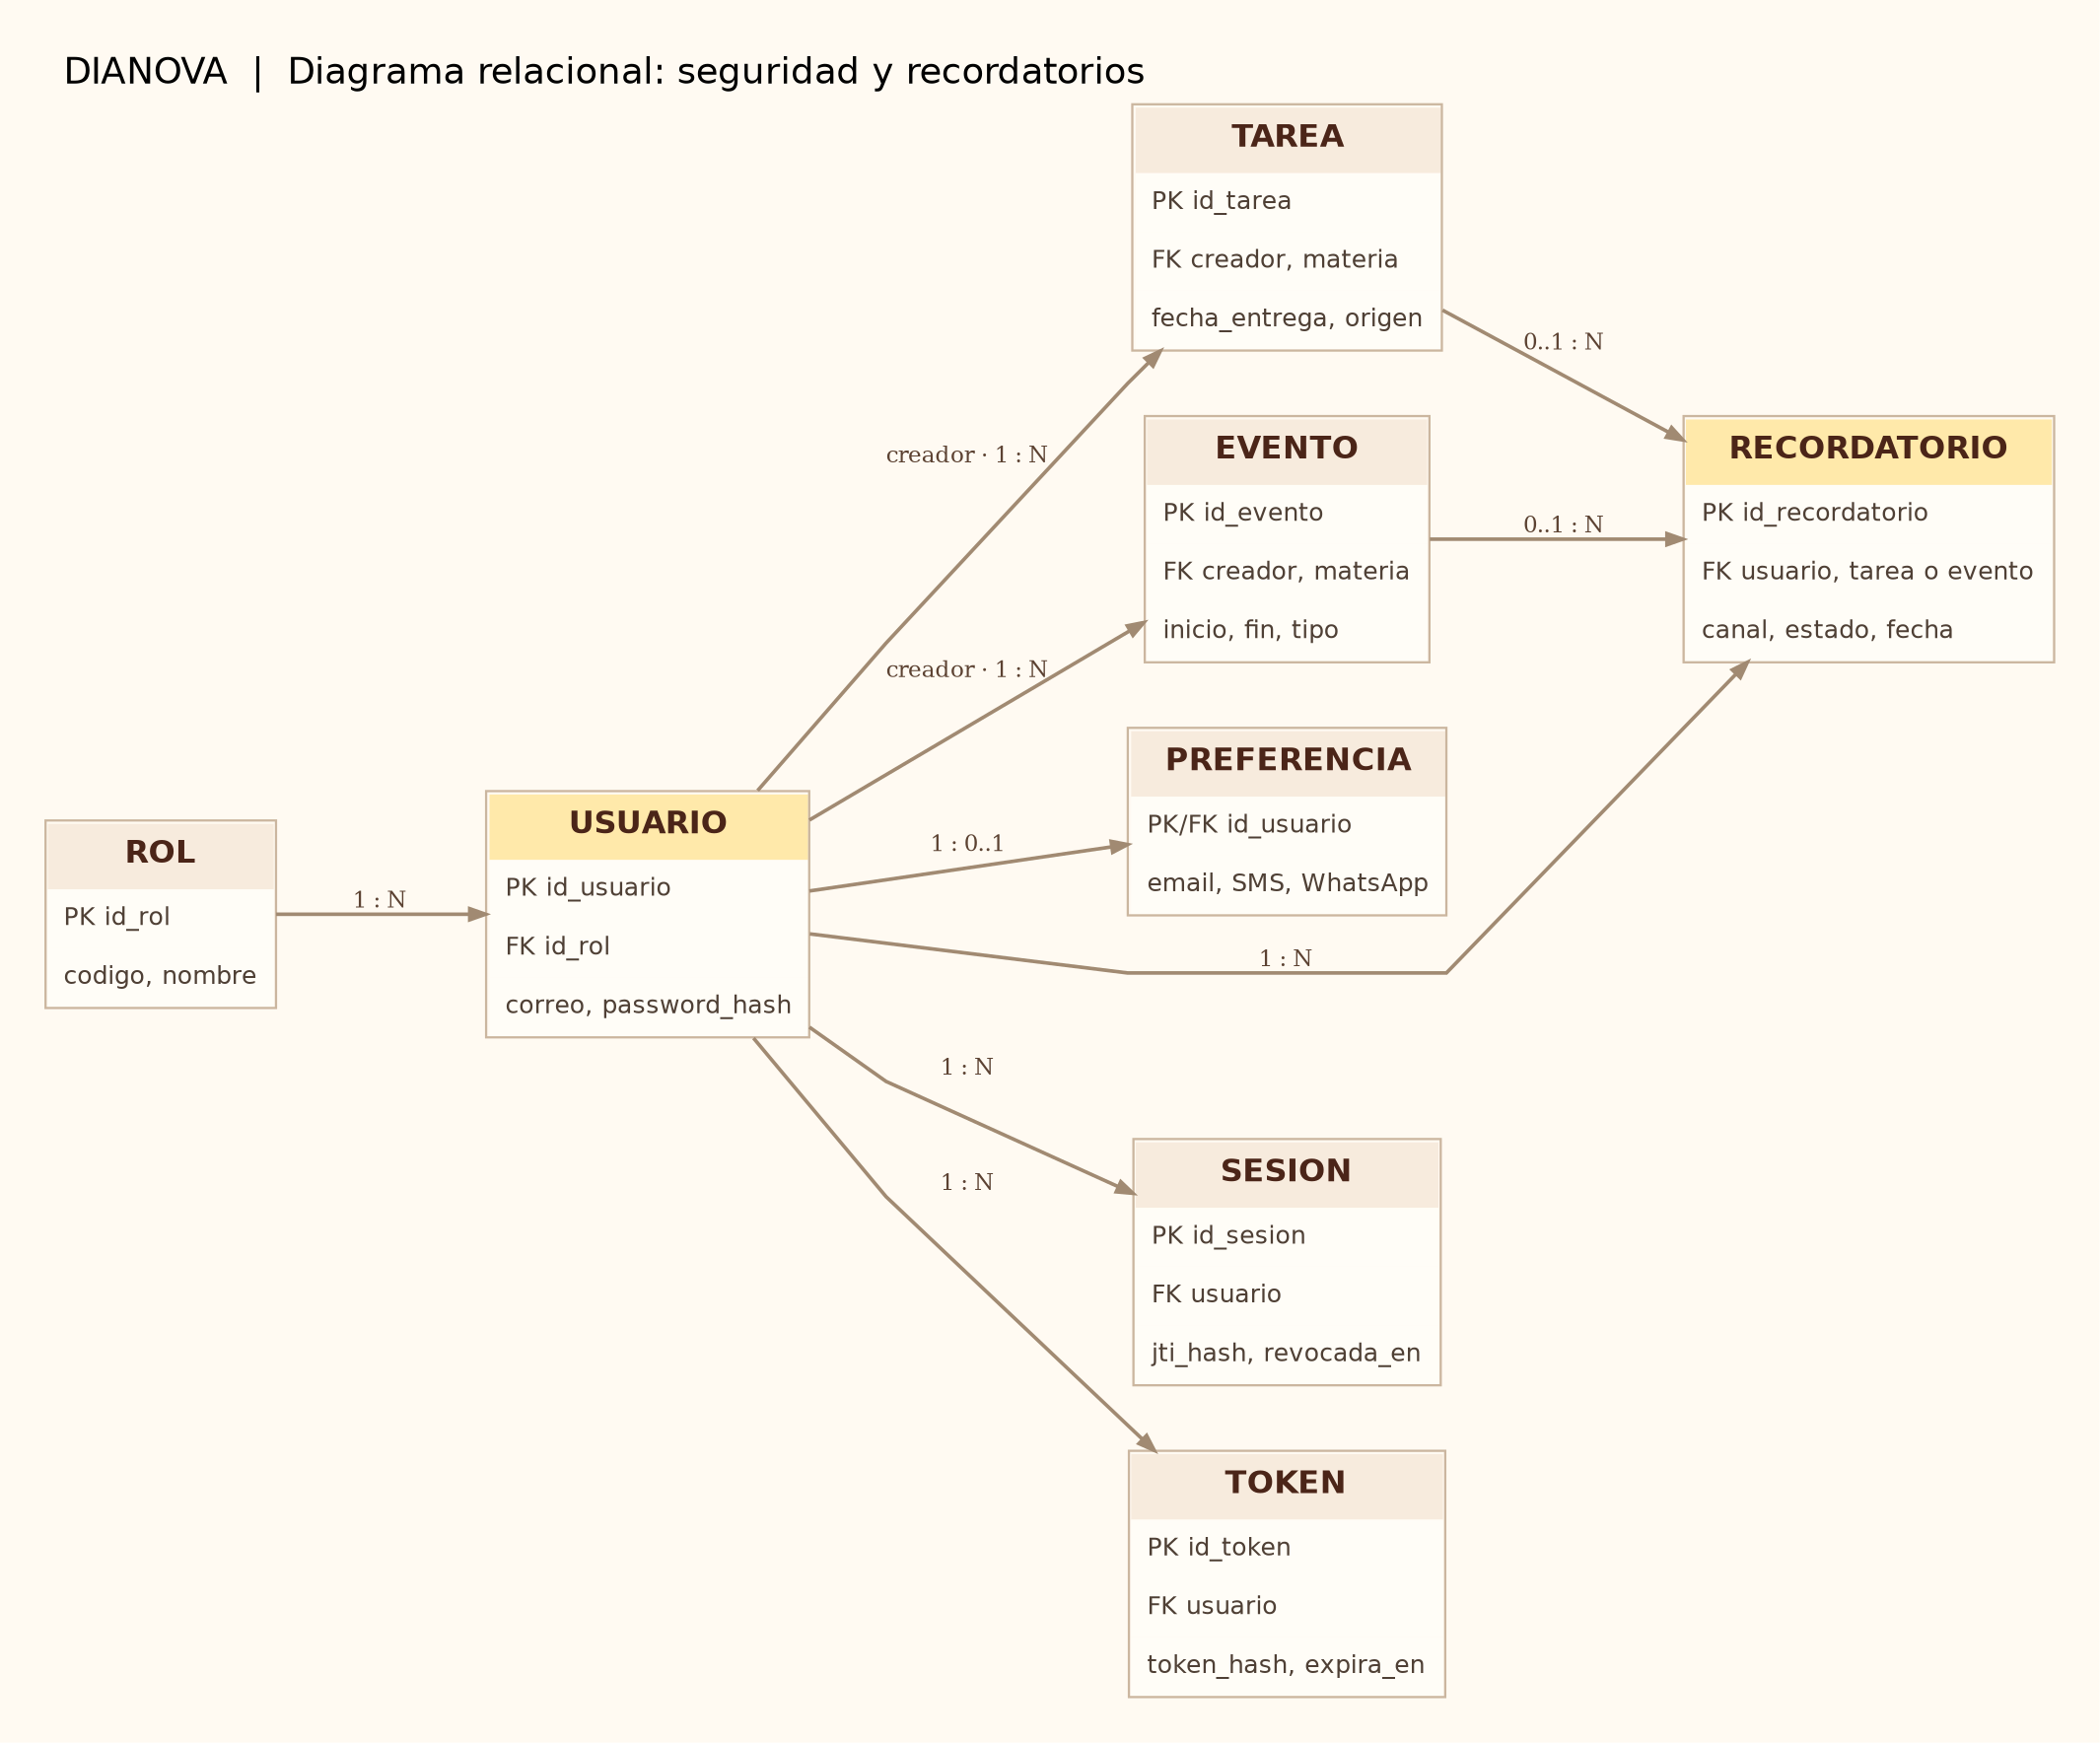 DIANOVA | Diagrama relacional: seguridad y recordatorios
TAREA
PK id_tarea
FK creador, materia
fecha_entrega, origen
0..1 : N
creador · 1 : N
EVENTO
PK id_evento
FK creador, materia
inicio, fin, tipo
0..1 : N
RECORDATORIO
PK id_recordatorio
FK usuario, tarea o evento
canal, estado, fecha
creador · 1 : N
PREFERENCIA
PK/FK id_usuario
email, SMS, WhatsApp
ROL
PK id_rol
codigo, nombre
1 : N
USUARIO
PK id_usuario
FK id_rol
correo, password_hash
1 : 0..1
1 : N
1 : N
1 : N
SESION
PK id_sesion
FK usuario
jti_hash, revocada_en
TOKEN
PK id_token
FK usuario
token_hash, expira_en